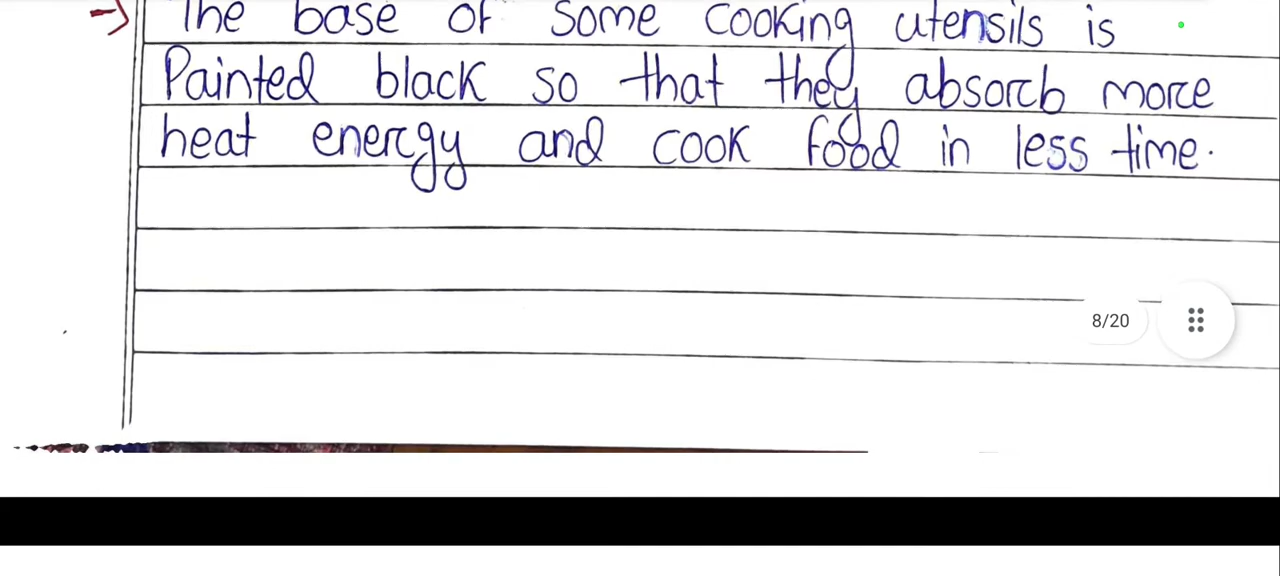 → The base of some cooking utensils is
Painted black so that they absorb more
heat energy and cook food in less time.
8/20